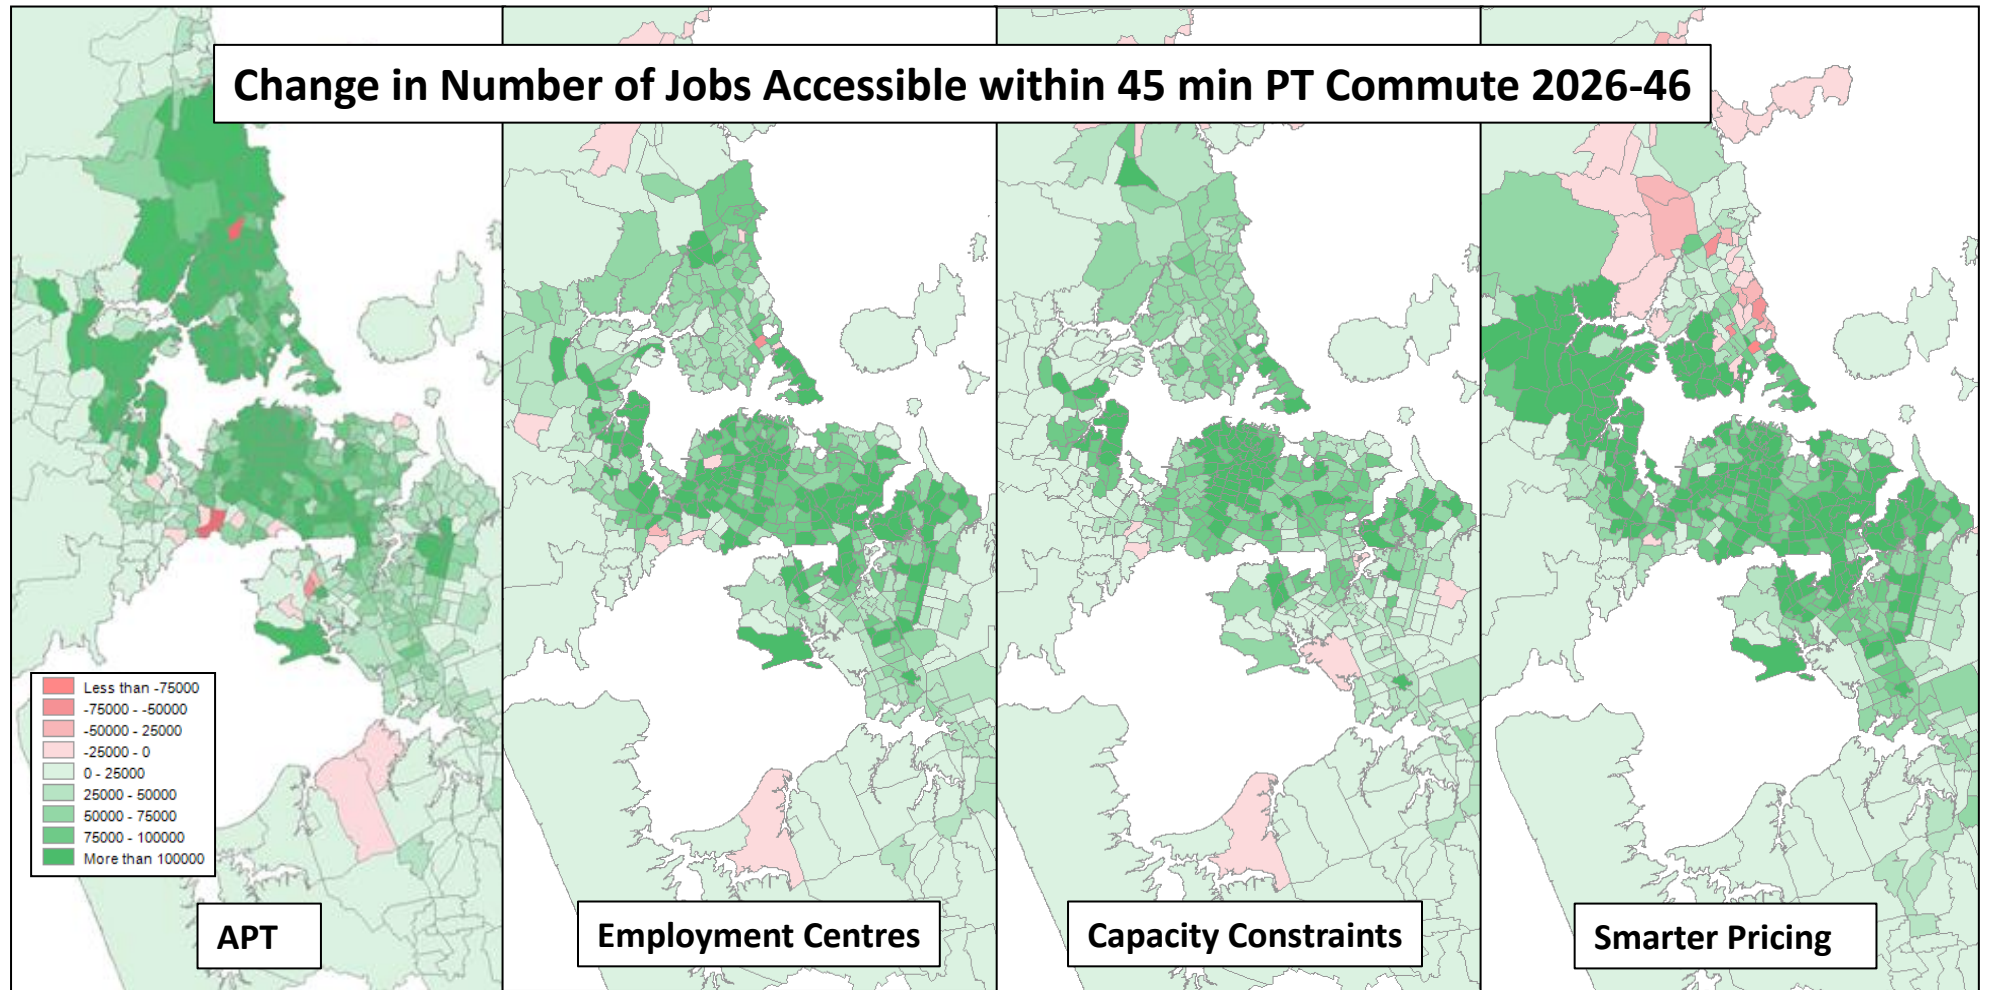 Change in Number of Jobs Accessible within 45 min PT Commute 2026-46
Less than -75000
-75000 - -50000
-50000 - 25000
-25000 - 0
0 - 25000
25000 - 50000
50000 - 75000
75000 - 100000
More than 100000
APT
Employment Centres
Capacity Constraints
Smarter Pricing